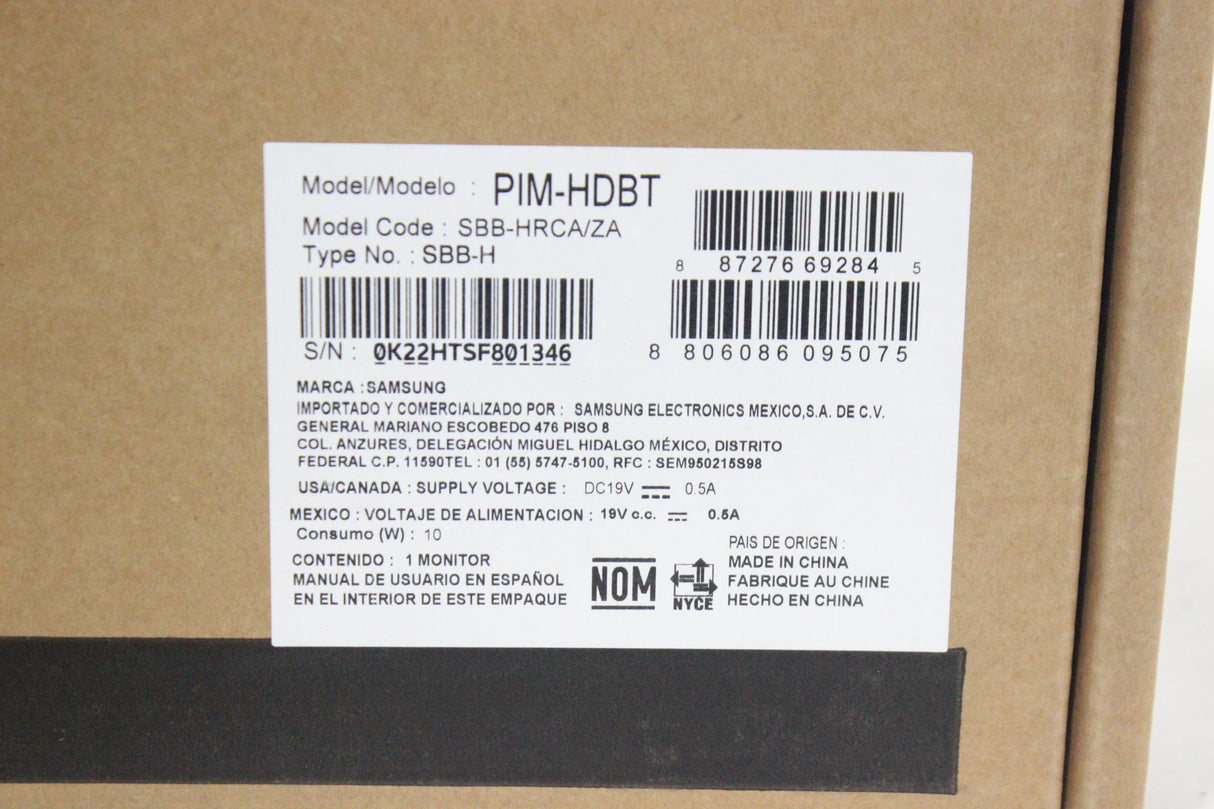 Model/Modelo : PIM-HDBT
Model Code : SBB-HRCA/ZA
Type No. : SBB-H
8 87276 69284 5
S/N : 0K22HTSF801346
8 806086 095075
MARCA :SAMSUNG
IMPORTADO Y COMERCIALIZADO POR : SAMSUNG ELECTRONICS MEXICO,S.A. DE C.V.
GENERAL MARIANO ESCOBEDO 476 PISO 8
COL. ANZURES, DELEGACIÓN MIGUEL HIDALGO MÉXICO, DISTRITO
FEDERAL C.P. 11590TEL : 01 (55) 5747-5100, RFC : SEM950215S98
USA/CANADA : SUPPLY VOLTAGE : DC19V 0.5A
MEXICO : VOLTAJE DE ALIMENTACION : 19V c.c. 0.5A
Consumo (W) : 10
CONTENIDO : 1 MONITOR
MANUAL DE USUARIO EN ESPAÑOL
EN EL INTERIOR DE ESTE EMPAQUE
NOM
NYCE
PAIS DE ORIGEN :
MADE IN CHINA
FABRIQUE AU CHINE
HECHO EN CHINA